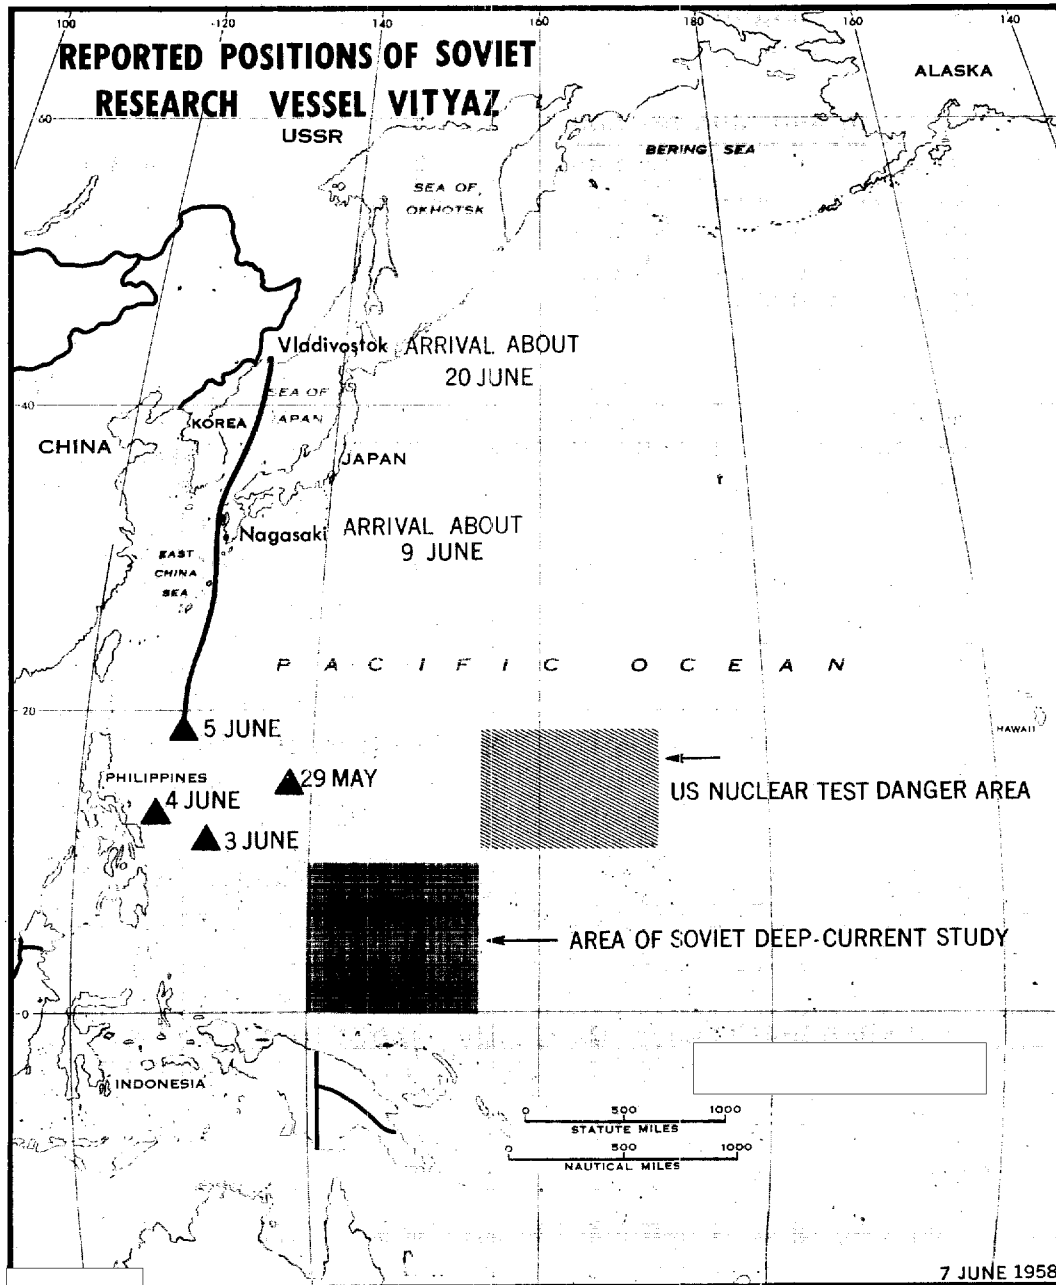 100
120
140
160
180
160
140
REPORTED POSITIONS OF SOVIET
RESEARCH VESSEL VITYAZ
60
USSR
ALASKA
BERING SEA
SEA OF
OKHOTSK
Vladivostok ARRIVAL ABOUT
20 JUNE
SEA OF
JAPAN
40
KOREA
CHINA
JAPAN
Nagasaki ARRIVAL ABOUT
9 JUNE
EAST
CHINA
SEA
PACIFIC OCEAN
20
5 JUNE
HAWAII
PHILIPPINES
29 MAY
4 JUNE
US NUCLEAR TEST DANGER AREA
3 JUNE
AREA OF SOVIET DEEP-CURRENT STUDY
0
INDONESIA
0 500 1000
STATUTE MILES
0 500 1000
NAUTICAL MILES
7 JUNE 1958